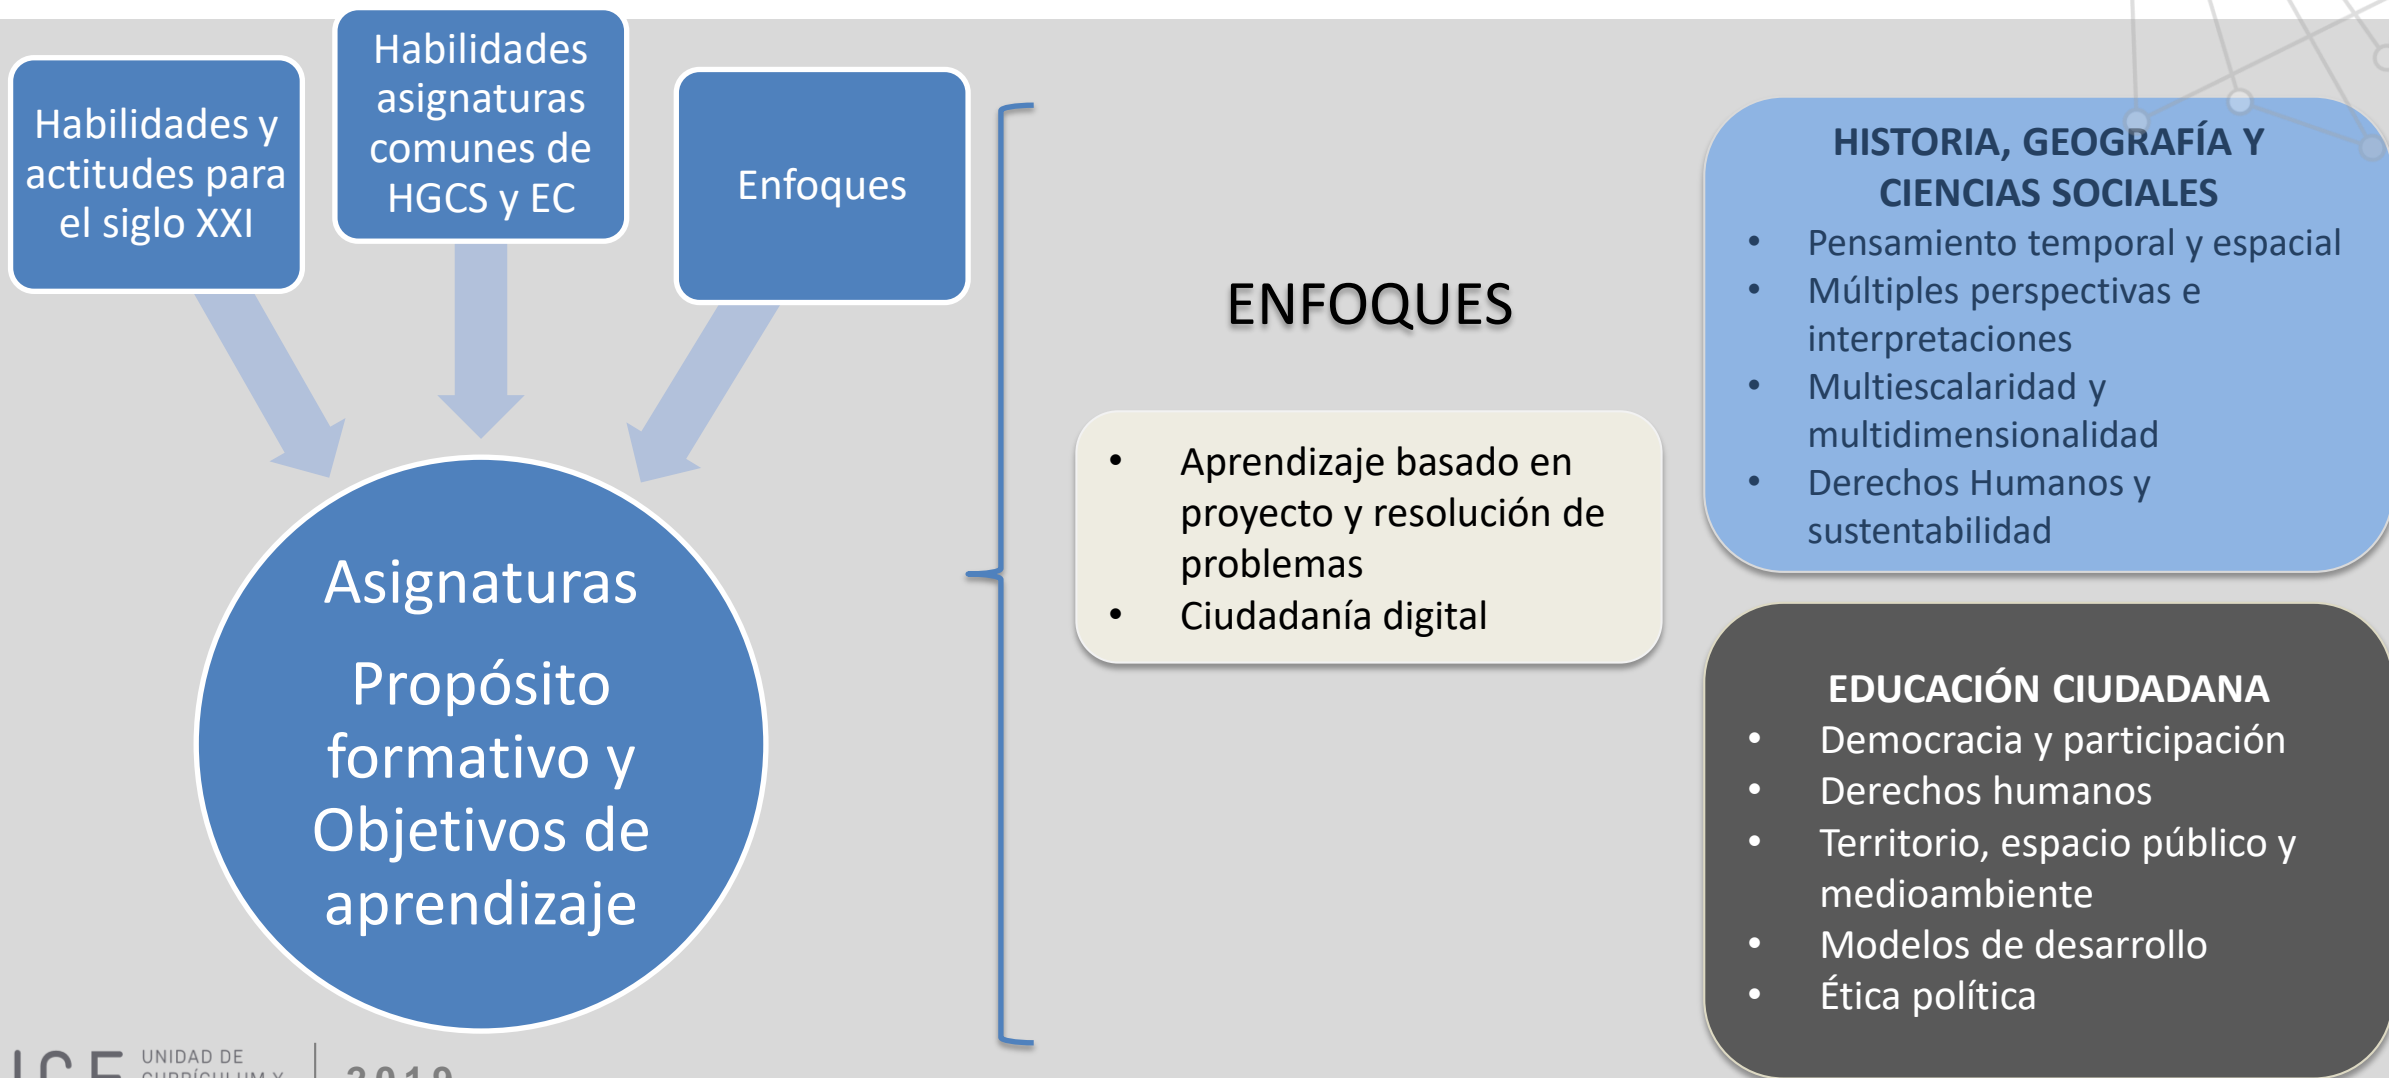 Habilidades y
actitudes para
el siglo XXI
Habilidades
asignaturas
comunes de
HGCS y EC
Enfoques
Asignaturas
Propósito
formativo y
Objetivos de
aprendizaje
ENFOQUES
• Aprendizaje basado en
proyecto y resolución de
problemas
• Ciudadanía digital
HISTORIA, GEOGRAFÍA Y
CIENCIAS SOCIALES
• Pensamiento temporal y espacial
• Múltiples perspectivas e
interpretaciones
• Multiescalaridad y
multidimensionalidad
• Derechos Humanos y
sustentabilidad
EDUCACIÓN CIUDADANA
• Democracia y participación
• Derechos humanos
• Territorio, espacio público y
medioambiente
• Modelos de desarrollo
• Ética política
UNIDAD DE
CURRÍCULUM Y
2019